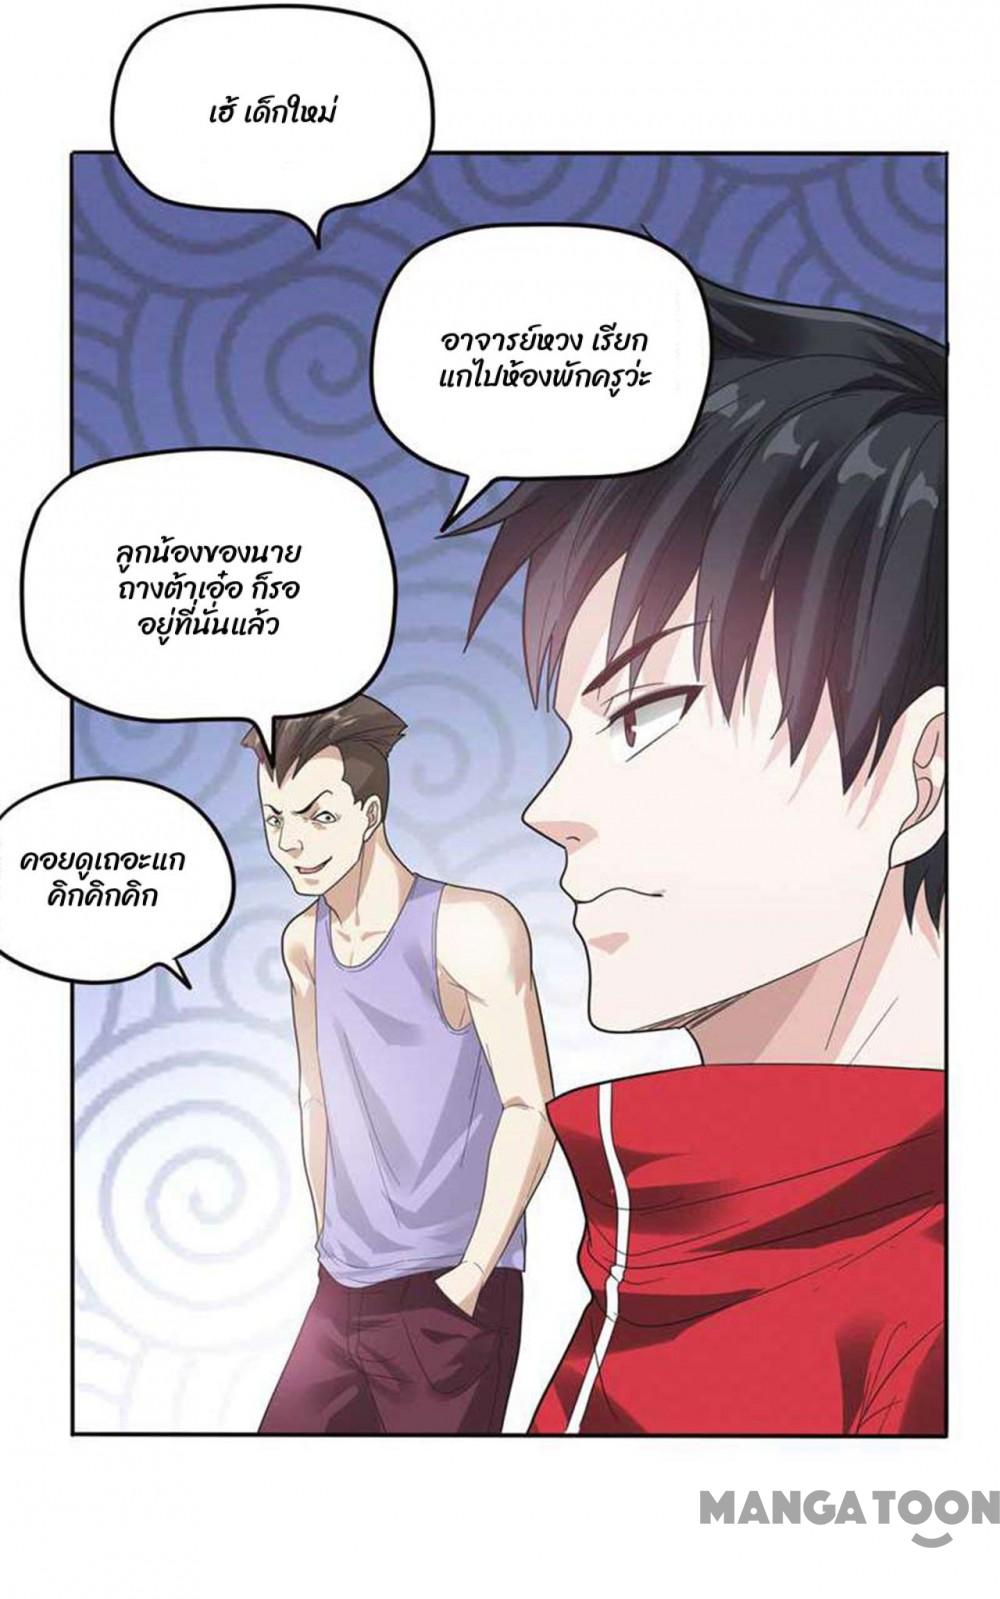 เฮ้ เด็กใหม่
อาจารย์หวง เรียก
แกไปห้องพักครูว่ะ
ลูกน้องของนาย
ถางต้าเอ๋อ ก็รอ
อยู่ที่นั่นแล้ว
คอยดูเถอะแก
คิกคิกคิก
MANGATOON